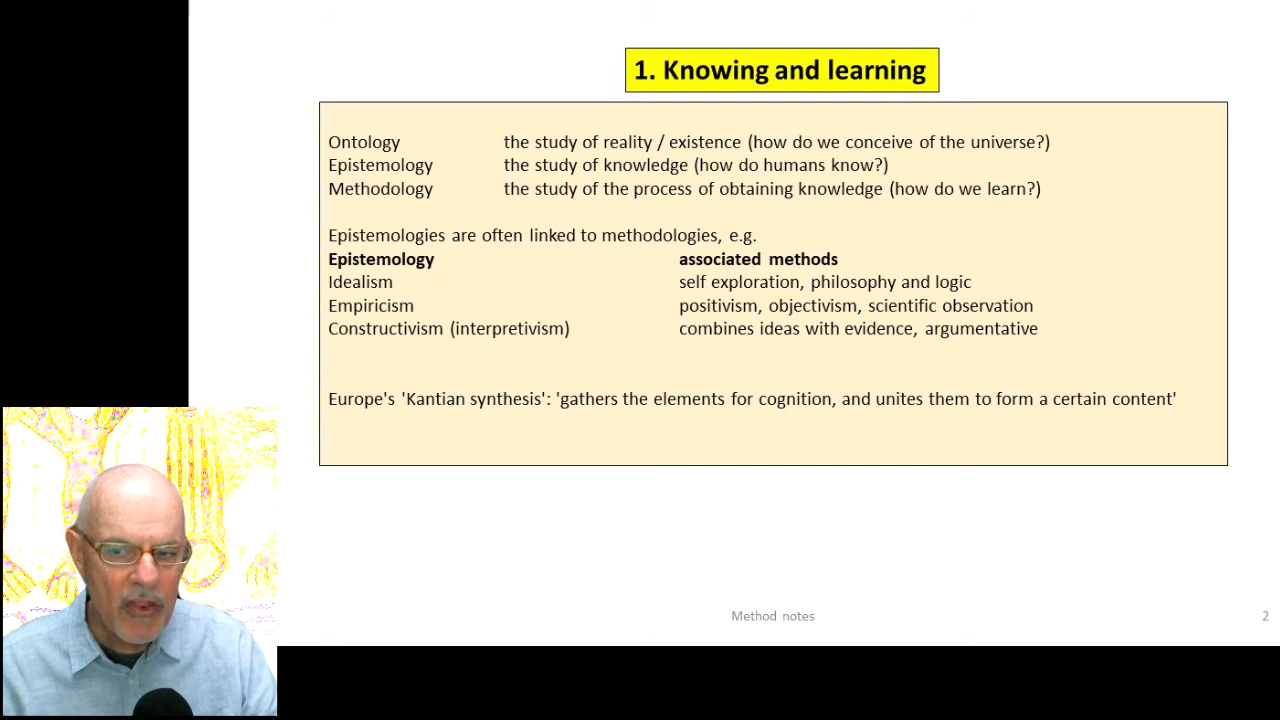 1. Knowing and learning
Ontology the study of reality / existence (how do we conceive of the universe?)
Epistemology the study of knowledge (how do humans know?)
Methodology the study of the process of obtaining knowledge (how do we learn?)
Epistemologies are often linked to methodologies, e.g.
Epistemology associated methods
Idealism self exploration, philosophy and logic
Empiricism positivism, objectivism, scientific observation
Constructivism (interpretivism) combines ideas with evidence, argumentative
Europe's 'Kantian synthesis': 'gathers the elements for cognition, and unites them to form a certain content'
Method notes 2